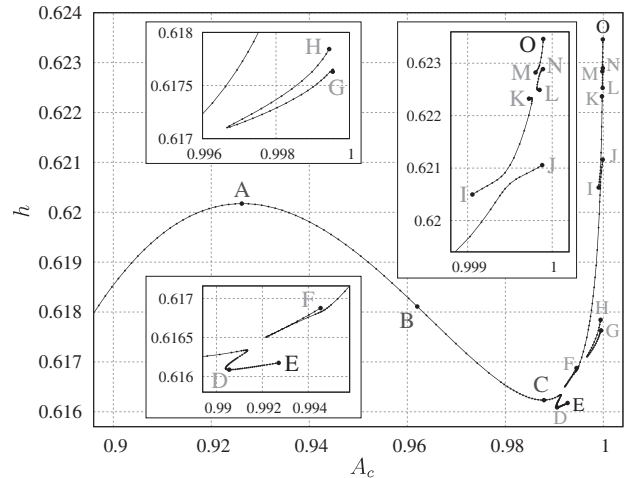 0.624
0.623
0.622
0.621
0.62
0.619
0.618
0.617
0.616
h
0.9
0.92
0.94
0.96
0.98
1
A_c
A
B
C
D
E
F
G
H
I
J
K
L
M
N
O
0.618
0.6175
0.617
0.996
0.998
1
H
G
0.623
0.622
0.621
0.62
0.999
1
O
M
N
K
L
I
J
0.617
0.6165
0.616
0.99
0.992
0.994
F
D
E